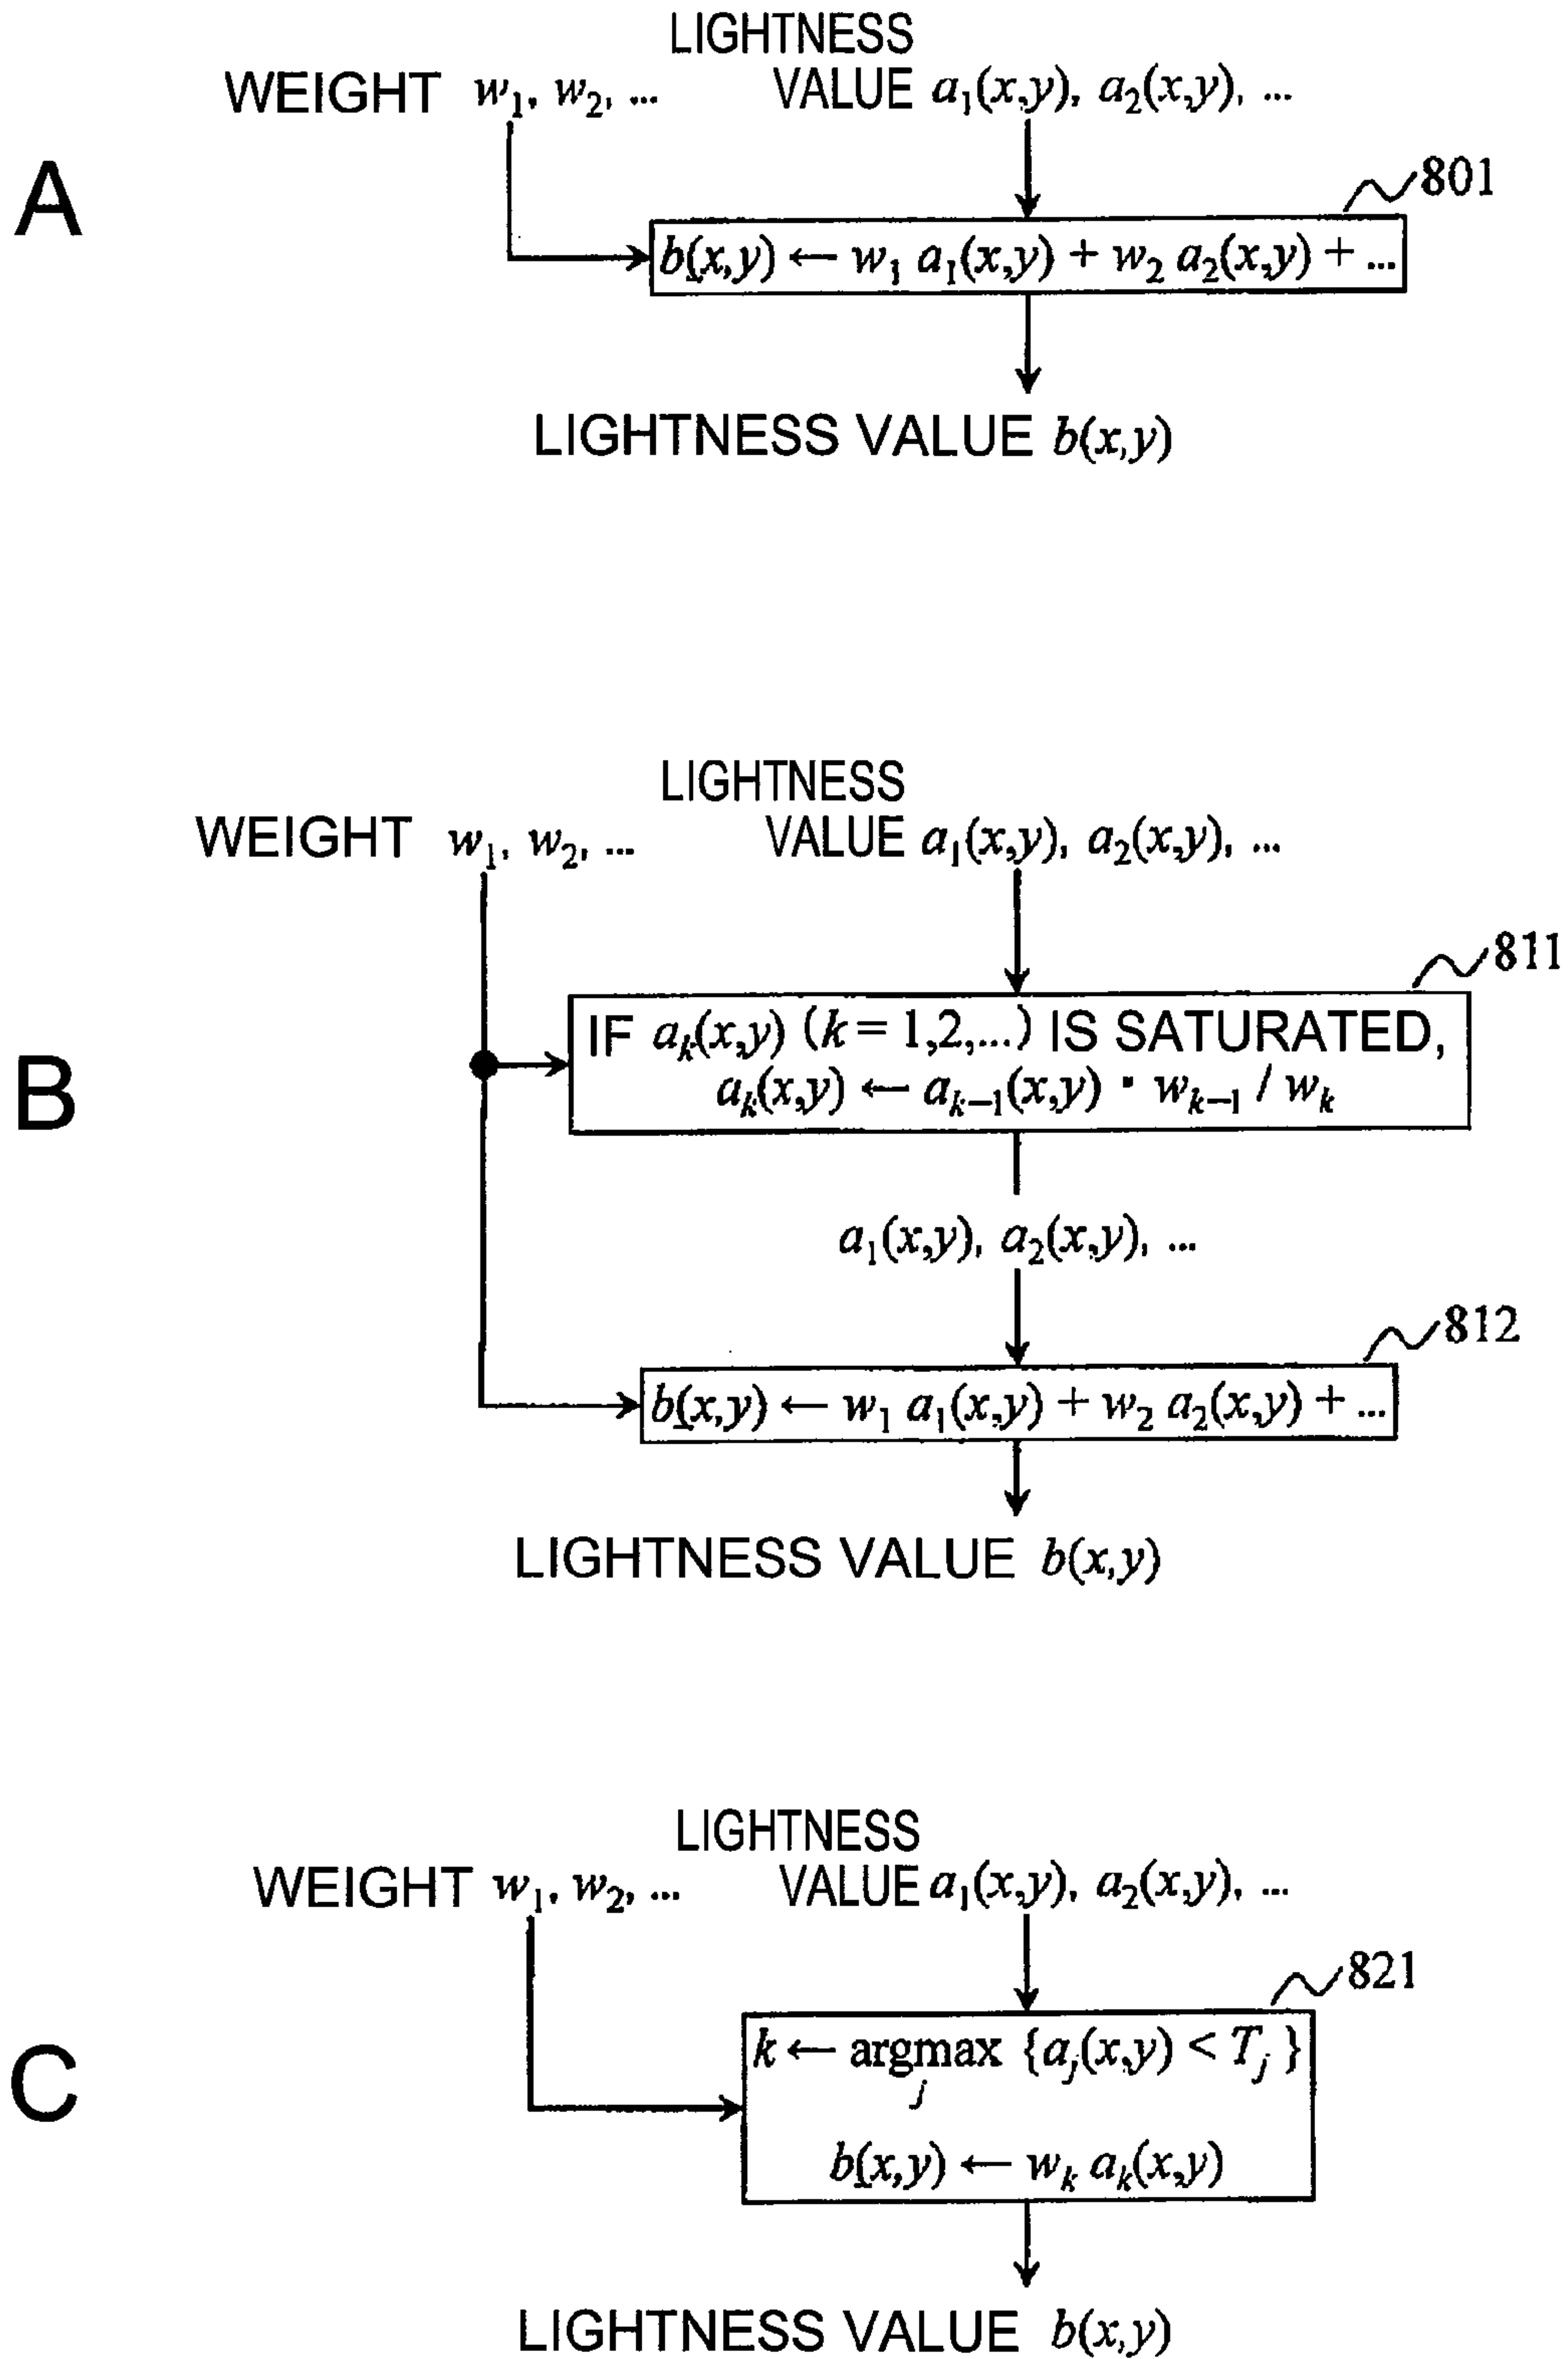 LIGHTNESS
WEIGHT w₁, w₂, ... VALUE a₁(x,y), a₂(x,y), ...
A
801
b(x,y) ← w₁ a₁(x,y) + w₂ a₂(x,y) + ...
LIGHTNESS VALUE b(x,y)
LIGHTNESS
WEIGHT w₁, w₂, ... VALUE a₁(x,y), a₂(x,y), ...
811
IF aₖ(x,y) (k = 1,2,...) IS SATURATED,
B
aₖ(x,y) ← aₖ₋₁(x,y) ▪ wₖ₋₁ / wₖ
a₁(x,y), a₂(x,y), ...
812
b(x,y) ← w₁ a₁(x,y) + w₂ a₂(x,y) + ...
LIGHTNESS VALUE b(x,y)
LIGHTNESS
WEIGHT w₁, w₂, ... VALUE a₁(x,y), a₂(x,y), ...
821
k ← argmax {aⱼ(x,y) < Tⱼ}
j
C
b(x,y) ← wₖ aₖ(x,y)
LIGHTNESS VALUE b(x,y)